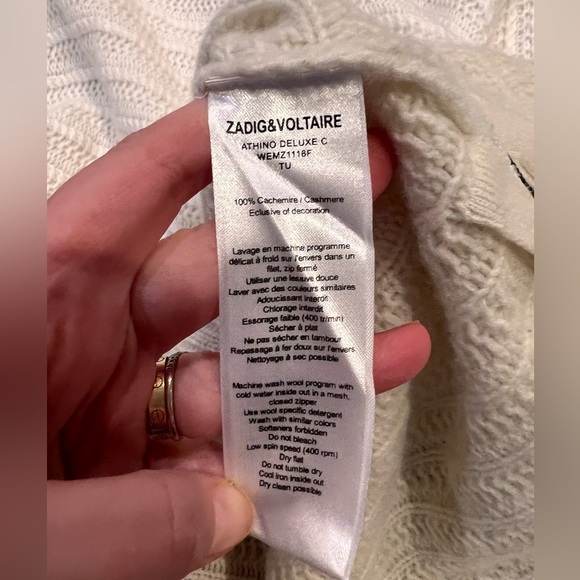 ZADIG&VOLTAIRE
ATHINO DELUXE C
WEMZ1118F
TU
100% Cachemire / Cashmere
Eclusive of decoration
Lavage en machine programme
délicat à froid sur l'envers dans un
filet, zip fermé
Utiliser une lessive douce
Laver avec des couleurs similaires
Adoucissant interdit
Chlorage interdit
Essorage faible (400 tr/min)
Sécher à plat
Ne pas sécher en tambour
Repassage à fer doux sur l'envers
Nettoyage à sec possible
Machine wash wool program with
cold water inside out in a mesh,
closed zipper
Use wool specific detergent
Wash with similar colors
Softeners forbidden
Do not bleach
Low spin speed (400 rpm)
Dry flat
Do not tumble dry
Cool iron inside out
Dry clean possible